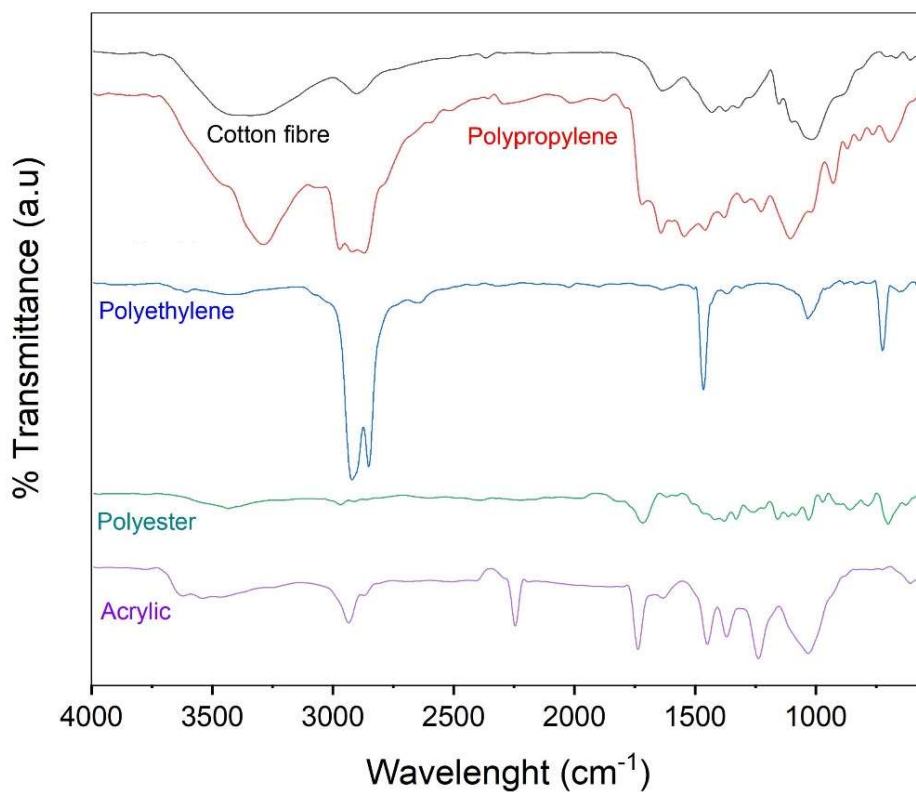 % Transmittance (a.u)
Cotton fibre
Polypropylene
Polyethylene
Polyester
Acrylic
4000 3500 3000 2500 2000 1500 1000
Wavelenght (cm⁻¹)